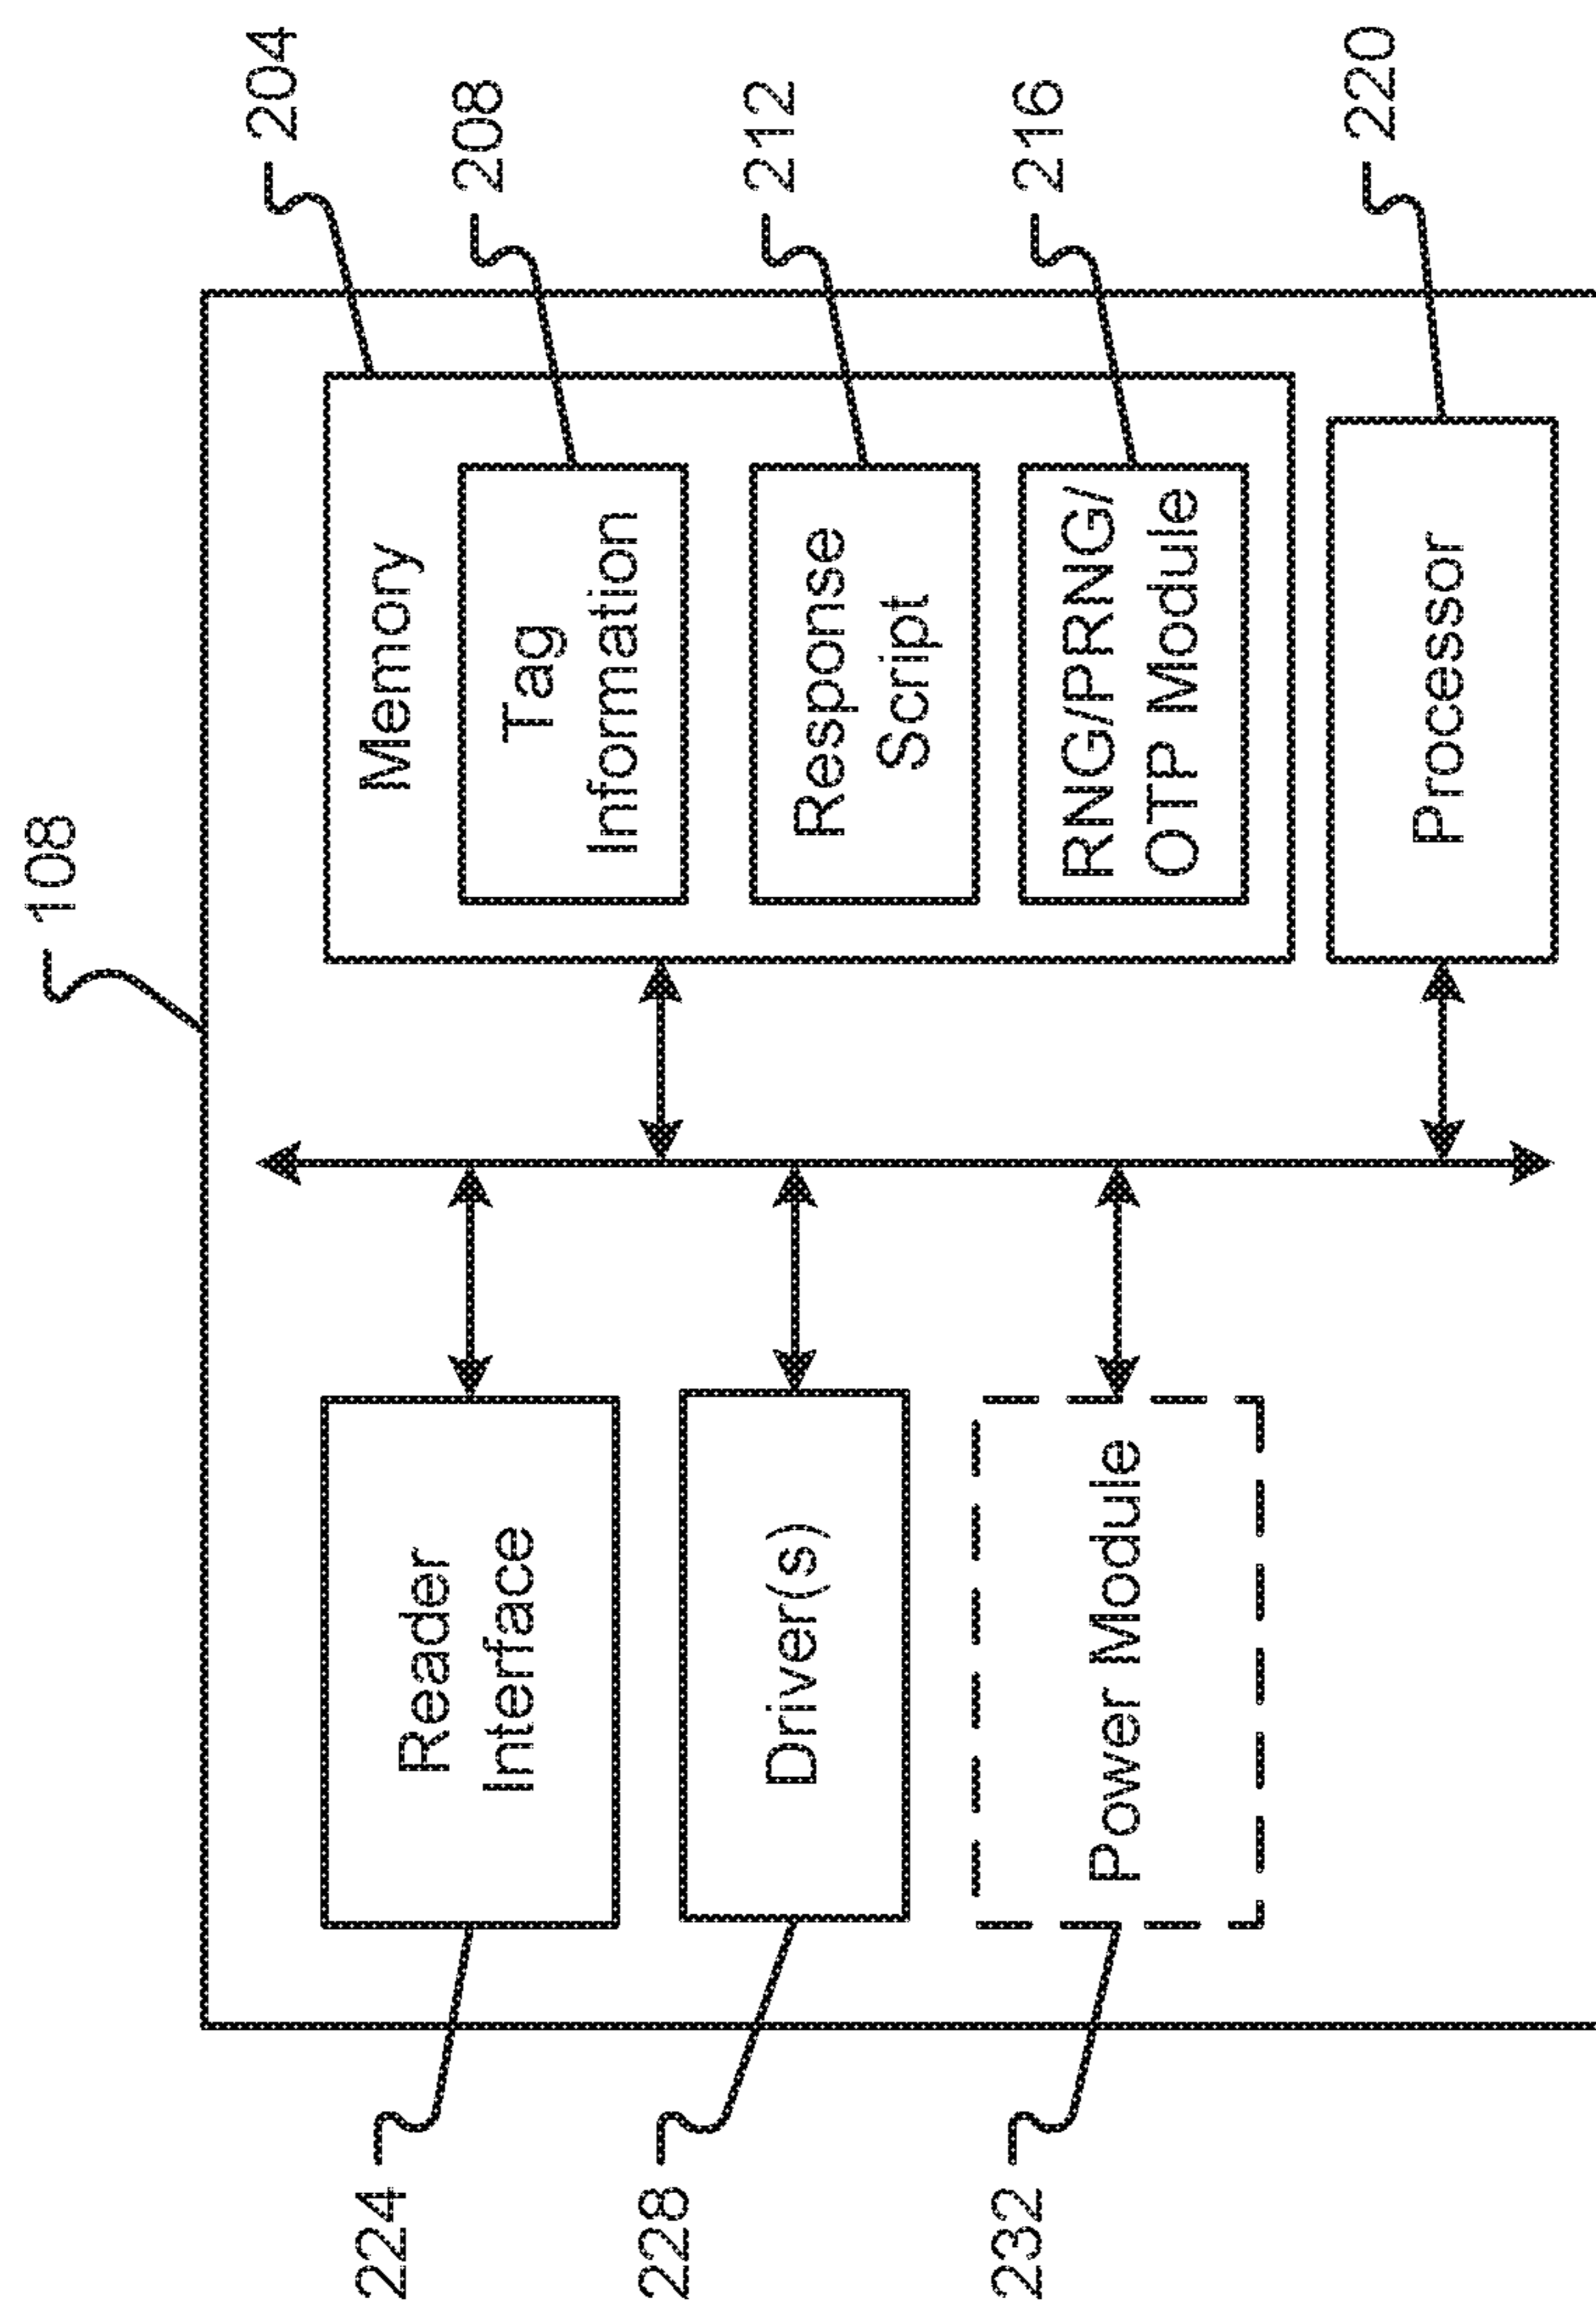 108
204
Memory
208
Tag
Information
212
Response
Script
216
RNG/PRNG/
OTP Module
220
Processor
224
Reader
Interface
228
Driver(s)
232
Power Module